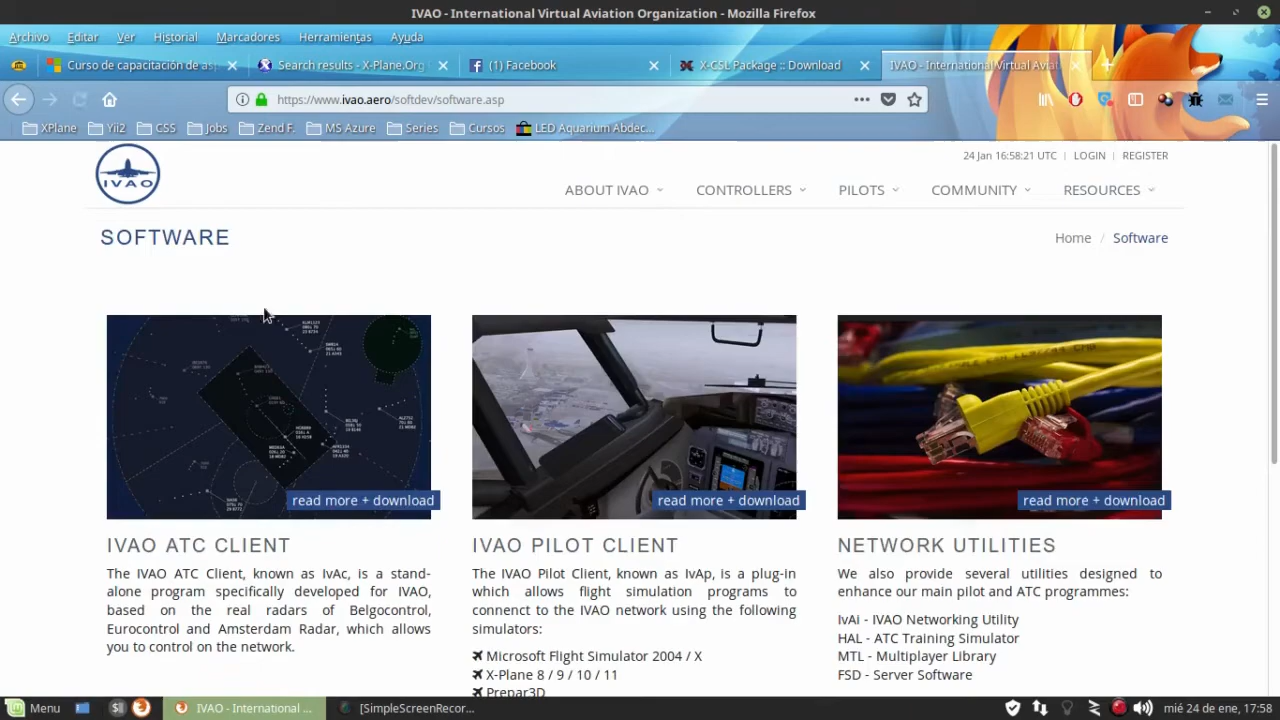 IVAO - International Virtual Aviation Organization - Mozilla Firefox
Archivo Editar Ver Historial Marcadores Herramientas Ayuda
Curso de capacitación de as
Search results - X-Plane.Org
(1) Facebook
X-CSL Package :: Download
IVAO - International Virtual Aviat
https://www.ivao.aero/softdev/software.asp
XPlane Yii2 CSS Jobs Zend F. MS Azure Series Cursos LED Aquarium Abdec...
24 Jan 16:58:21 UTC | LOGIN | REGISTER
IVAO
ABOUT IVAO CONTROLLERS PILOTS COMMUNITY RESOURCES
SOFTWARE
Home / Software
read more + download
read more + download
read more + download
IVAO ATC CLIENT
The IVAO ATC Client, known as IvAc, is a stand-
alone program specifically developed for IVAO,
based on the real radars of Belgocontrol,
Eurocontrol and Amsterdam Radar, which allows
you to control on the network.
IVAO PILOT CLIENT
The IVAO Pilot Client, known as IvAp, is a plug-in
which allows flight simulation programs to
connenct to the IVAO network using the following
simulators:
Microsoft Flight Simulator 2004 / X
X-Plane 8 / 9 / 10 / 11
Prepar3D
NETWORK UTILITIES
We also provide several utilities designed to
enhance our main pilot and ATC programmes:
IvAi - IVAO Networking Utility
HAL - ATC Training Simulator
MTL - Multiplayer Library
FSD - Server Software
Menu
IVAO - International ...
[SimpleScreenRecor...
mié 24 de ene, 17:58